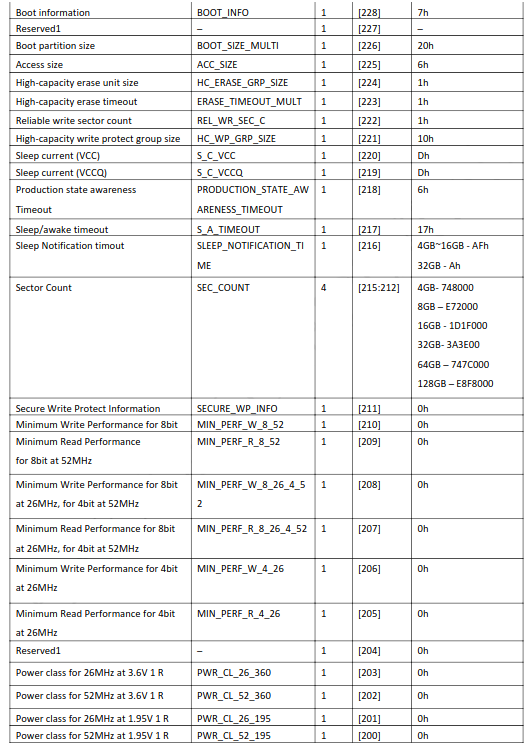 Boot information BOOT_INFO 1 [228] 7h
Reserved1 – 1 [227] –
Boot partition size BOOT_SIZE_MULTI 1 [226] 20h
Access size ACC_SIZE 1 [225] 6h
High-capacity erase unit size HC_ERASE_GRP_SIZE 1 [224] 1h
High-capacity erase timeout ERASE_TIMEOUT_MULT 1 [223] 1h
Reliable write sector count REL_WR_SEC_C 1 [222] 1h
High-capacity write protect group size HC_WP_GRP_SIZE 1 [221] 10h
Sleep current (VCC) S_C_VCC 1 [220] Dh
Sleep current (VCCQ) S_C_VCCQ 1 [219] Dh
Production state awareness PRODUCTION_STATE_AW 1 [218] 6h
Timeout ARENESS_TIMEOUT
Sleep/awake timeout S_A_TIMEOUT 1 [217] 17h
Sleep Notification timout SLEEP_NOTIFICATION_TI 1 [216] 4GB~16GB - AFh
ME 32GB - Ah
Sector Count SEC_COUNT 4 [215:212] 4GB- 748000
8GB – E72000
16GB - 1D1F000
32GB- 3A3E00
64GB – 747C000
128GB – E8F8000
Secure Write Protect Information SECURE_WP_INFO 1 [211] 0h
Minimum Write Performance for 8bit MIN_PERF_W_8_52 1 [210] 0h
Minimum Read Performance MIN_PERF_R_8_52 1 [209] 0h
for 8bit at 52MHz
Minimum Write Performance for 8bit MIN_PERF_W_8_26_4_5 1 [208] 0h
at 26MHz, for 4bit at 52MHz 2
Minimum Read Performance for 8bit MIN_PERF_R_8_26_4_52 1 [207] 0h
at 26MHz, for 4bit at 52MHz
Minimum Write Performance for 4bit MIN_PERF_W_4_26 1 [206] 0h
at 26MHz
Minimum Read Performance for 4bit MIN_PERF_R_4_26 1 [205] 0h
at 26MHz
Reserved1 – 1 [204] 0h
Power class for 26MHz at 3.6V 1 R PWR_CL_26_360 1 [203] 0h
Power class for 52MHz at 3.6V 1 R PWR_CL_52_360 1 [202] 0h
Power class for 26MHz at 1.95V 1 R PWR_CL_26_195 1 [201] 0h
Power class for 52MHz at 1.95V 1 R PWR_CL_52_195 1 [200] 0h